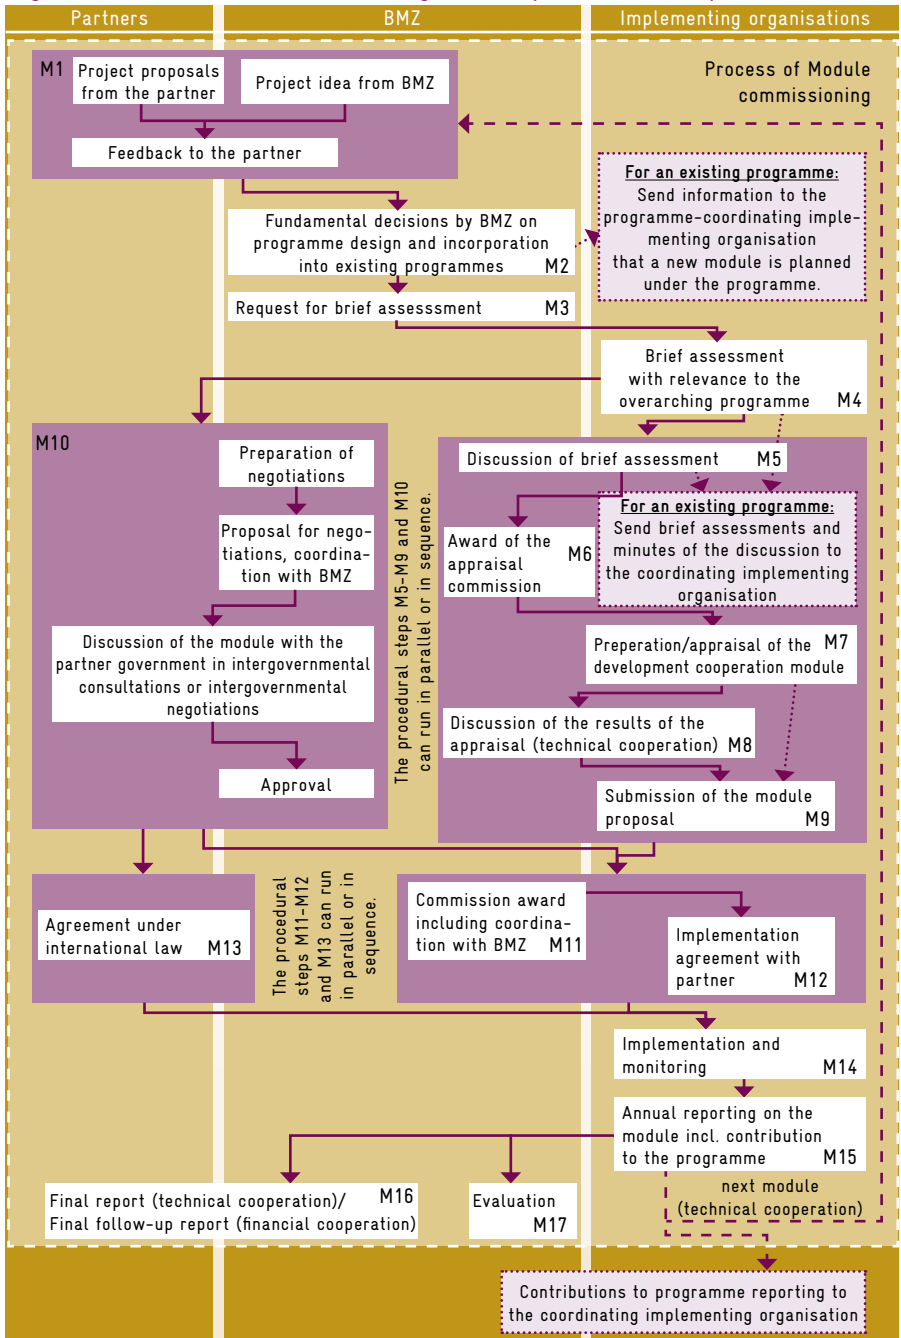 Partners
BMZ
Implementing organisations
Process of Module
commissioning
M1
Project proposals
from the partner
Project idea from BMZ
Feedback to the partner
For an existing programme:
Send information to the
programme-coordinating imple-
menting organisation
that a new module is planned
under the programme.
Fundamental decisions by BMZ on
programme design and incorporation
into existing programmes
M2
Request for brief assesssment
M3
Brief assessment
with relevance to the
overarching programme
M4
M10
Preparation of
negotiations
Proposal for nego-
tiations, coordina-
tion with BMZ
Discussion of the module with the
partner government in intergovernmental
consultations or intergovernmental
negotiations
Approval
The procedural steps M5-M9 and M10
can run in parallel or in sequence.
Discussion of brief assessment
M5
For an existing programme:
Send brief assessments and
minutes of the discussion to
the coordinating implementing
organisation
Award of the
appraisal
commission
M6
Preperation/appraisal of the
development cooperation module
M7
Discussion of the results of the
appraisal (technical cooperation)
M8
Submission of the module
proposal
M9
Agreement under
international law
M13
The procedural
steps M11-M12
and M13 can run
in parallel or in
sequence.
Commission award
including coordina-
tion with BMZ
M11
Implementation
agreement with
partner
M12
Implementation and
monitoring
M14
Annual reporting on the
module incl. contribution
to the programme
M15
next module
(technical cooperation)
Final report (technical cooperation)/
Final follow-up report (financial cooperation)
M16
Evaluation
M17
Contributions to programme reporting to
the coordinating implementing organisation